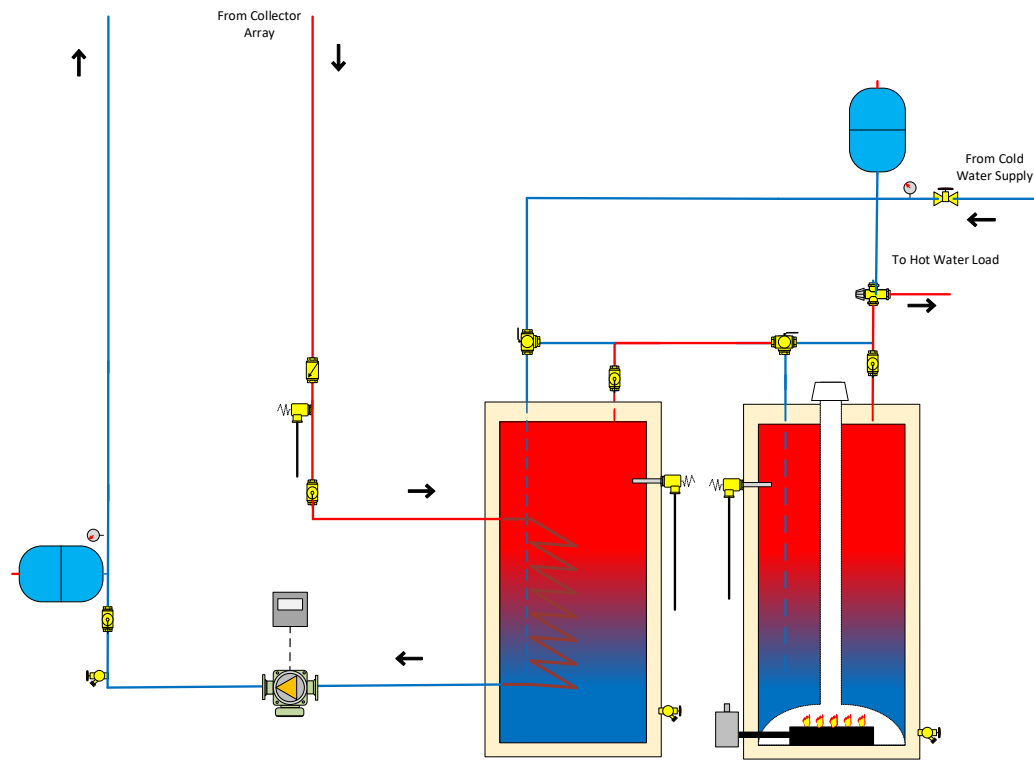 From Collector
Array
From Cold
Water Supply
To Hot Water Load